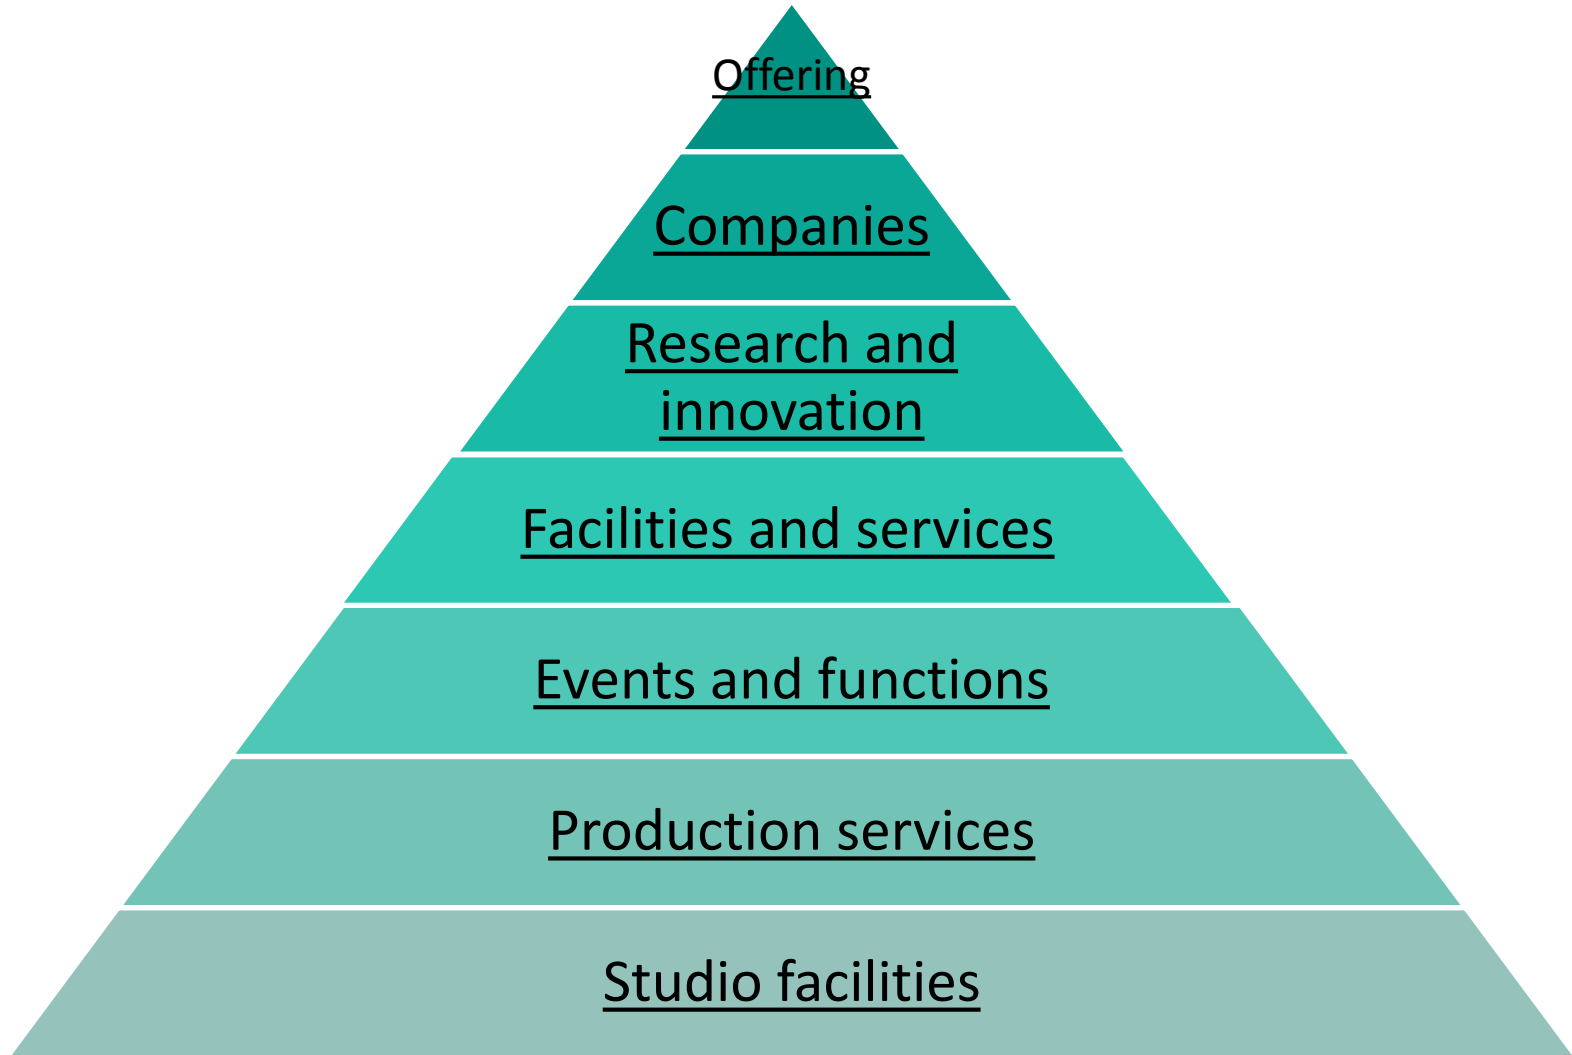 Offering
Companies
Research and
innovation
Facilities and services
Events and functions
Production services
Studio facilities